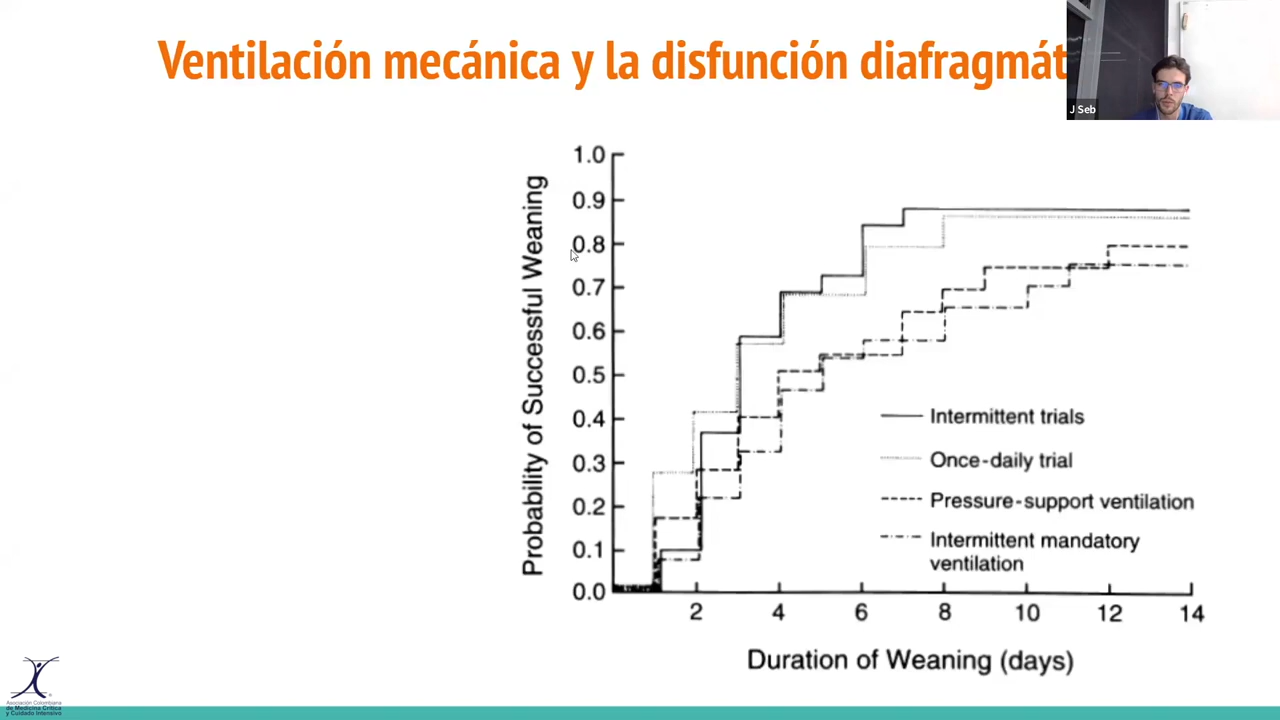 Ventilación mecánica y la disfunción diafragmát
J Seb
1.0
0.9
0.8
0.7
0.6
0.5
0.4
0.3
0.2
0.1
0.0
Probability of Successful Weaning
Intermittent trials
Once-daily trial
Pressure-support ventilation
Intermittent mandatory
ventilation
2 4 6 8 10 12 14
Duration of Weaning (days)
Asociación Colombiana
de Medicina Crítica
y Cuidado Intensivo